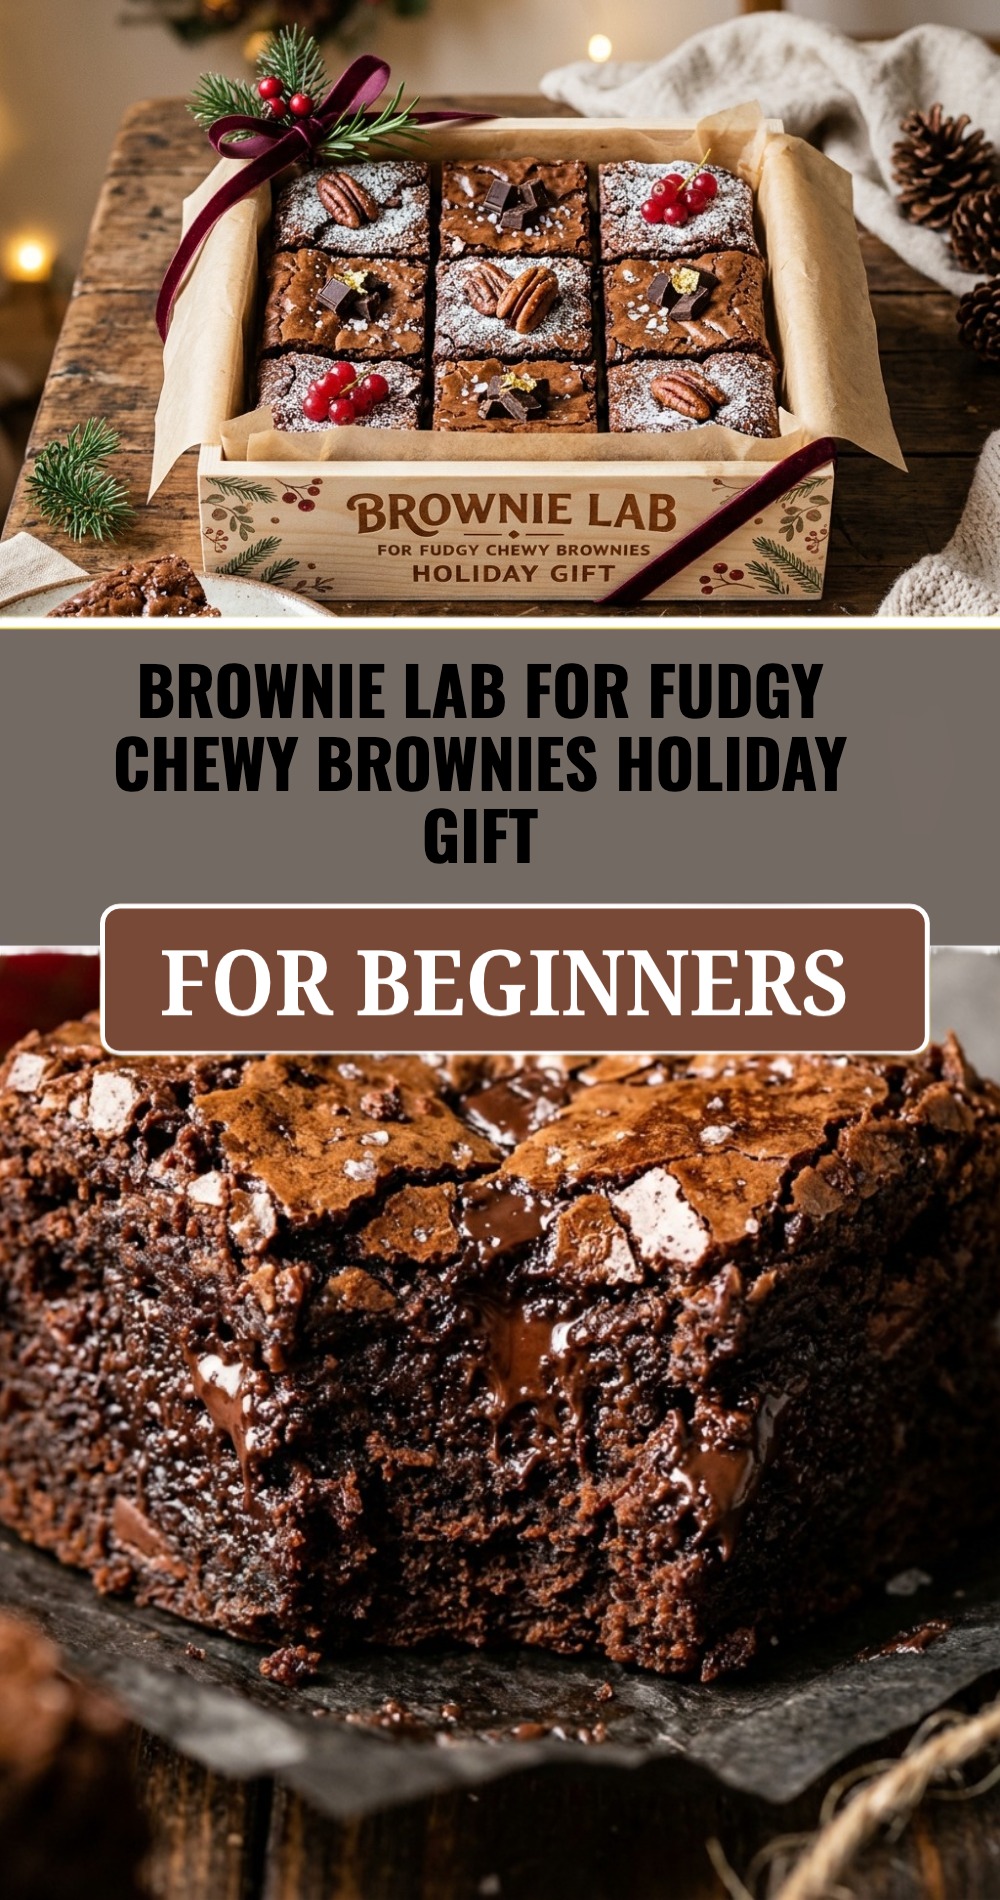 BROWNIE LAB
FOR FUDGY CHEWY BROWNIES
HOLIDAY GIFT
BROWNIE LAB FOR FUDGY
CHEWY BROWNIES HOLIDAY
GIFT
FOR BEGINNERS